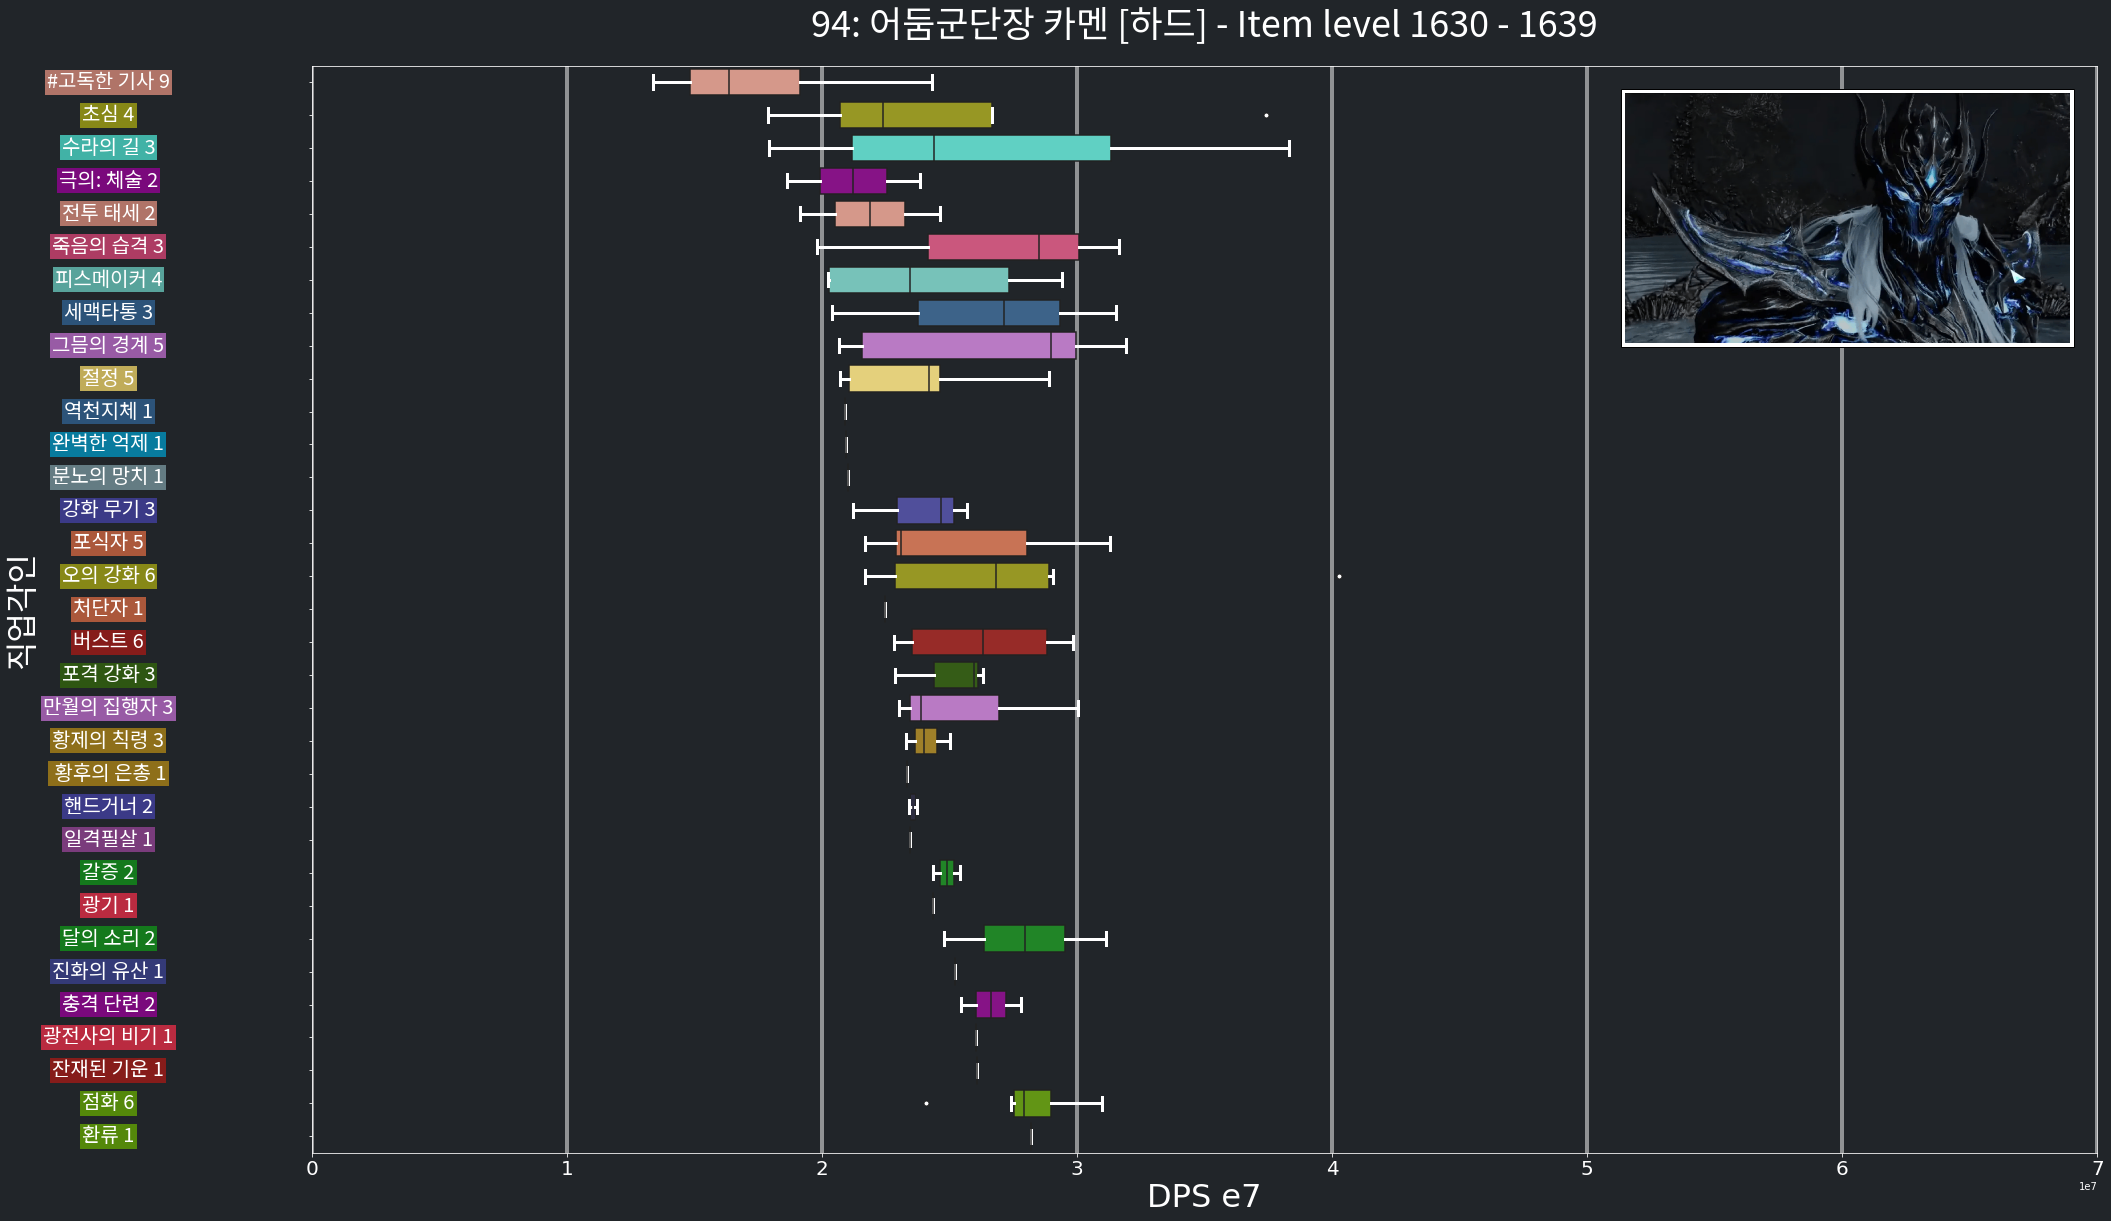 94: 어둠군단장 카멘 [하드] - Item level 1630 - 1639
#고독한 기사 9
초심 4
수라의 길 3
극의: 체술 2
전투 태세 2
죽음의 습격 3
피스메이커 4
세맥타통 3
그믐의 경계 5
절정 5
역천지체 1
완벽한 억제 1
분노의 망치 1
강화 무기 3
포식자 5
오의 강화 6
처단자 1
버스트 6
포격 강화 3
만월의 집행자 3
황제의 칙령 3
황후의 은총 1
핸드거너 2
일격필살 1
갈증 2
광기 1
달의 소리 2
진화의 유산 1
충격 단련 2
광전사의 비기 1
잔재된 기운 1
점화 6
환류 1
직업각인
0 1 2 3 4 5 6 7
1e7
DPS e7